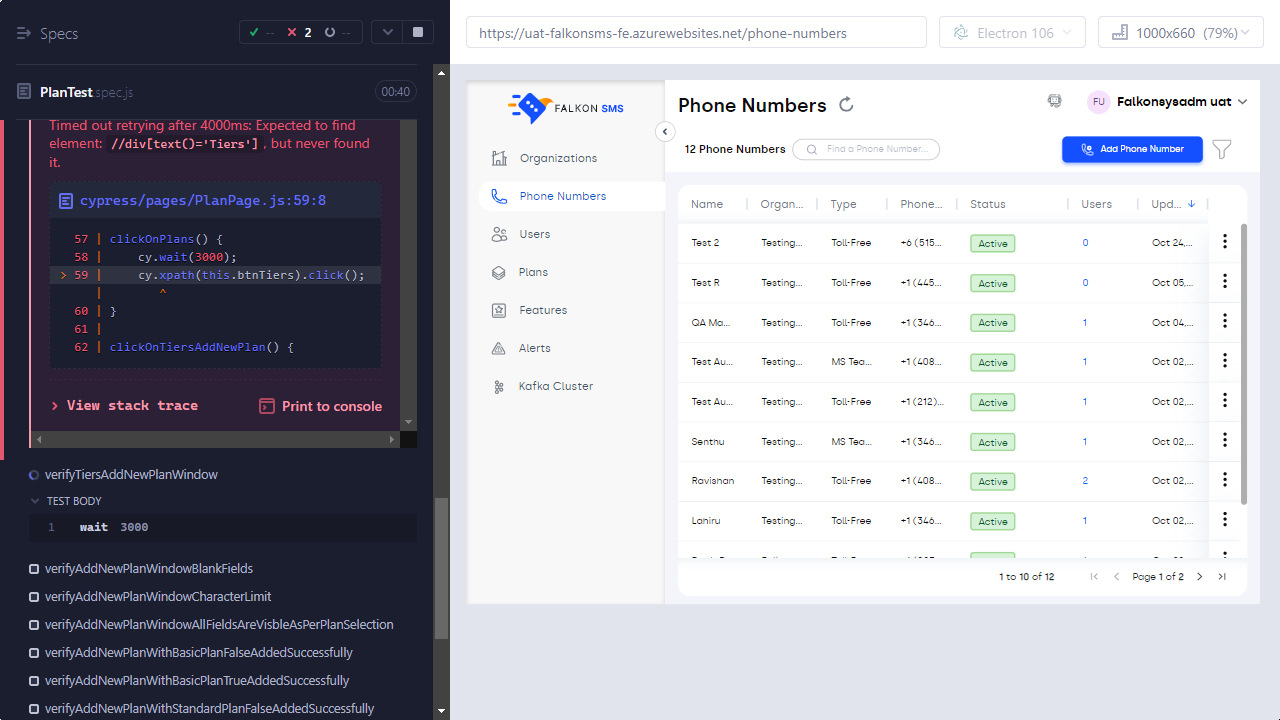 Specs
-- 2 --
PlanTest spec.js
00:40
Timed out retrying after 4000ms: Expected to find
element: //div[text()='Tiers'], but never found
it.
cypress/pages/PlanPage.js:59:8
57 | clickOnPlans() {
58 | cy.wait(3000);
> 59 | cy.xpath(this.btnTiers).click();
| ^
60 | }
61 |
62 | clickOnTiersAddNewPlan() {
> View stack trace
Print to console
verifyTiersAddNewPlanWindow
TEST BODY
1 wait 3000
verifyAddNewPlanWindowBlankFields
verifyAddNewPlanWindowCharacterLimit
verifyAddNewPlanWindowAllFieldsAreVisbleAsPerPlanSelection
verifyAddNewPlanWithBasicPlanFalseAddedSuccessfully
verifyAddNewPlanWithBasicPlanTrueAddedSuccessfully
verifyAddNewPlanWithStandardPlanFalseAddedSuccessfully
https://uat-falkonsms-fe.azurewebsites.net/phone-numbers
Electron 106
1000x660 (79%)
FALKON SMS
Organizations
Phone Numbers
Users
Plans
Features
Alerts
Kafka Cluster
Phone Numbers
FU Falkonsysadm uat
12 Phone Numbers
Find a Phone Number...
Add Phone Number
Name Organ... Type Phone... Status Users Upd...
Test 2 Testing... Toll-Free +6 (515... Active 0 Oct 24,...
Test R Testing... Toll-Free +1 (445... Active 0 Oct 05,...
QA Ma... Testing... Toll-Free +1 (346... Active 1 Oct 04,...
Test Au... Testing... MS Tea... +1 (408... Active 1 Oct 02,...
Test Au... Testing... Toll-Free +1 (212)... Active 1 Oct 02,...
Senthu Testing... MS Tea... +1 (346... Active 1 Oct 02,...
Ravishan Testing... Toll-Free +1 (408... Active 2 Oct 02,...
Lahiru Testing... Toll-Free +1 (346... Active 1 Oct 02,...
1 to 10 of 12
Page 1 of 2